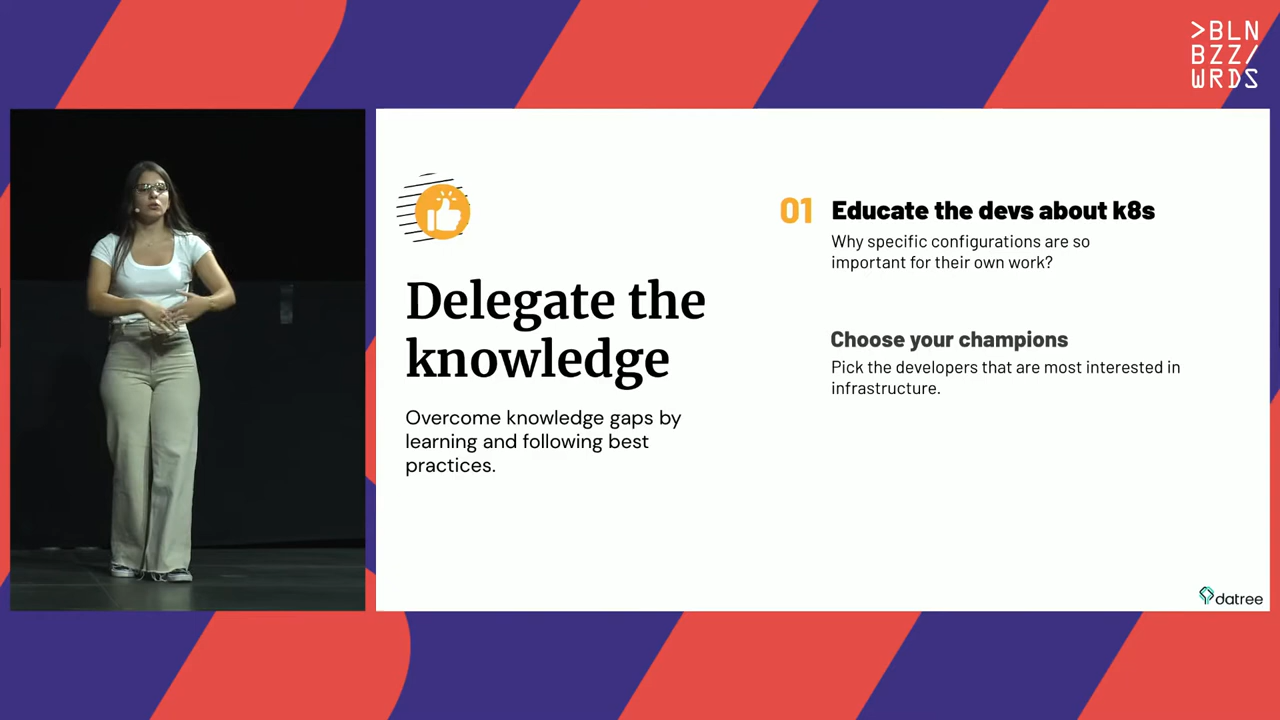 >BLN
BZZ/
WRDS
Delegate the
knowledge
Overcome knowledge gaps by
learning and following best
practices.
01 Educate the devs about k8s
Why specific configurations are so
important for their own work?
Choose your champions
Pick the developers that are most interested in
infrastructure.
datree